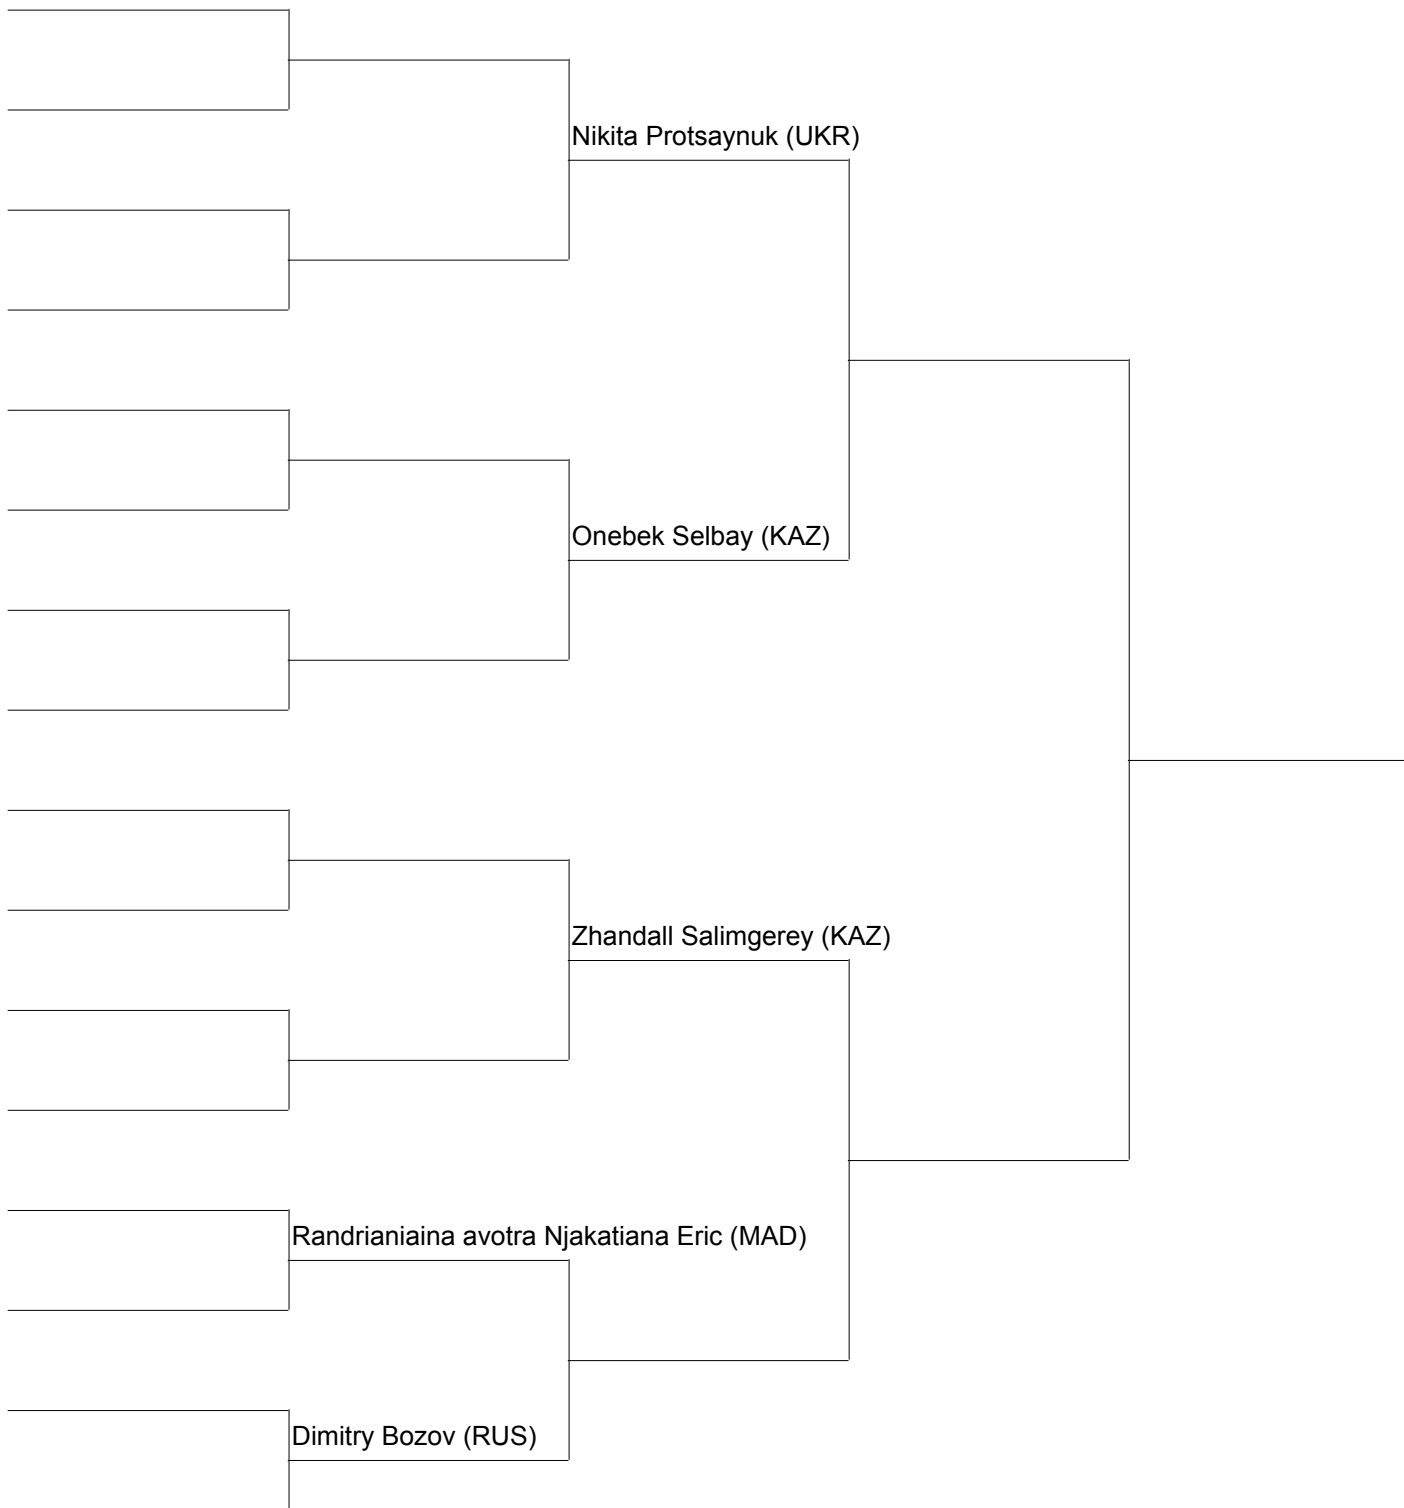 Nikita Protsaynuk (UKR)
Onebek Selbay (KAZ)
Zhandall Salimgerey (KAZ)
Randrianiaina avotra Njakatiana Eric (MAD)
Dimitry Bozov (RUS)